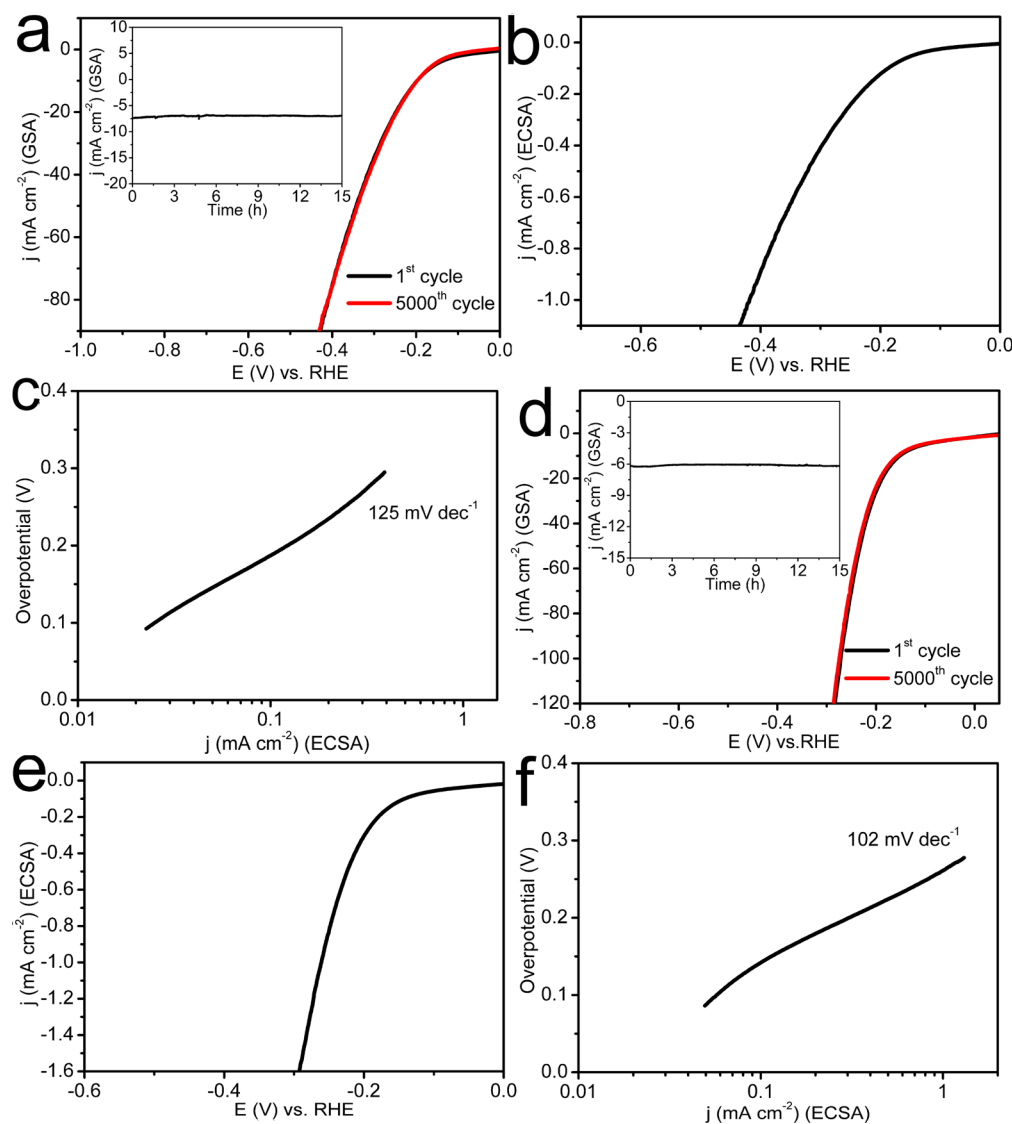 a
10
5
0
-5
-10
-15
-20
j (mA cm⁻²) (GSA)
0 3 6 9 12 15
Time (h)
0
-20
-40
-60
-80
j (mA cm⁻²) (GSA)
1st cycle
5000th cycle
-1.0 -0.8 -0.6 -0.4 -0.2 0.0
E (V) vs. RHE
b
0.0
-0.2
-0.4
-0.6
-0.8
-1.0
j (mA cm⁻²) (ECSA)
-0.6 -0.4 -0.2 0.0
E (V) vs. RHE
c
0.4
0.3
0.2
0.1
0.0
Overpotential (V)
125 mV dec⁻¹
0.01 0.1 1
j (mA cm⁻²) (ECSA)
d
0
-3
-6
-9
-12
-15
j (mA cm⁻²) (GSA)
0 3 6 9 12 15
Time (h)
0
-20
-40
-60
-80
-100
-120
j (mA cm⁻²) (GSA)
1st cycle
5000th cycle
-0.8 -0.6 -0.4 -0.2 0.0
E (V) vs.RHE
e
0.0
-0.2
-0.4
-0.6
-0.8
-1.0
-1.2
-1.4
-1.6
j (mA cm⁻²) (ECSA)
-0.6 -0.4 -0.2 0.0
E (V) vs. RHE
f
0.4
0.3
0.2
0.1
0.0
Overpotential (V)
102 mV dec⁻¹
0.01 0.1 1
j (mA cm⁻²) (ECSA)